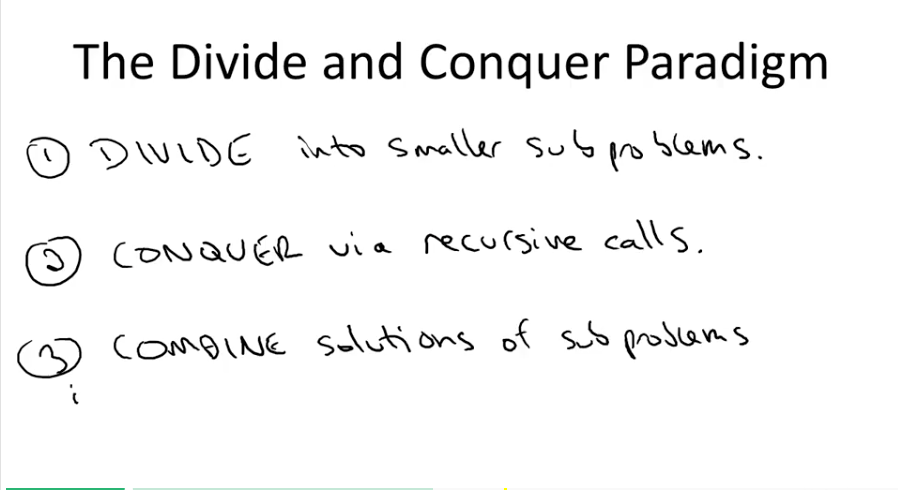 The Divide and Conquer Paradigm
① DIVIDE into smaller subproblems.
② CONQUER via recursive calls.
③ COMBINE solutions of subproblems
i